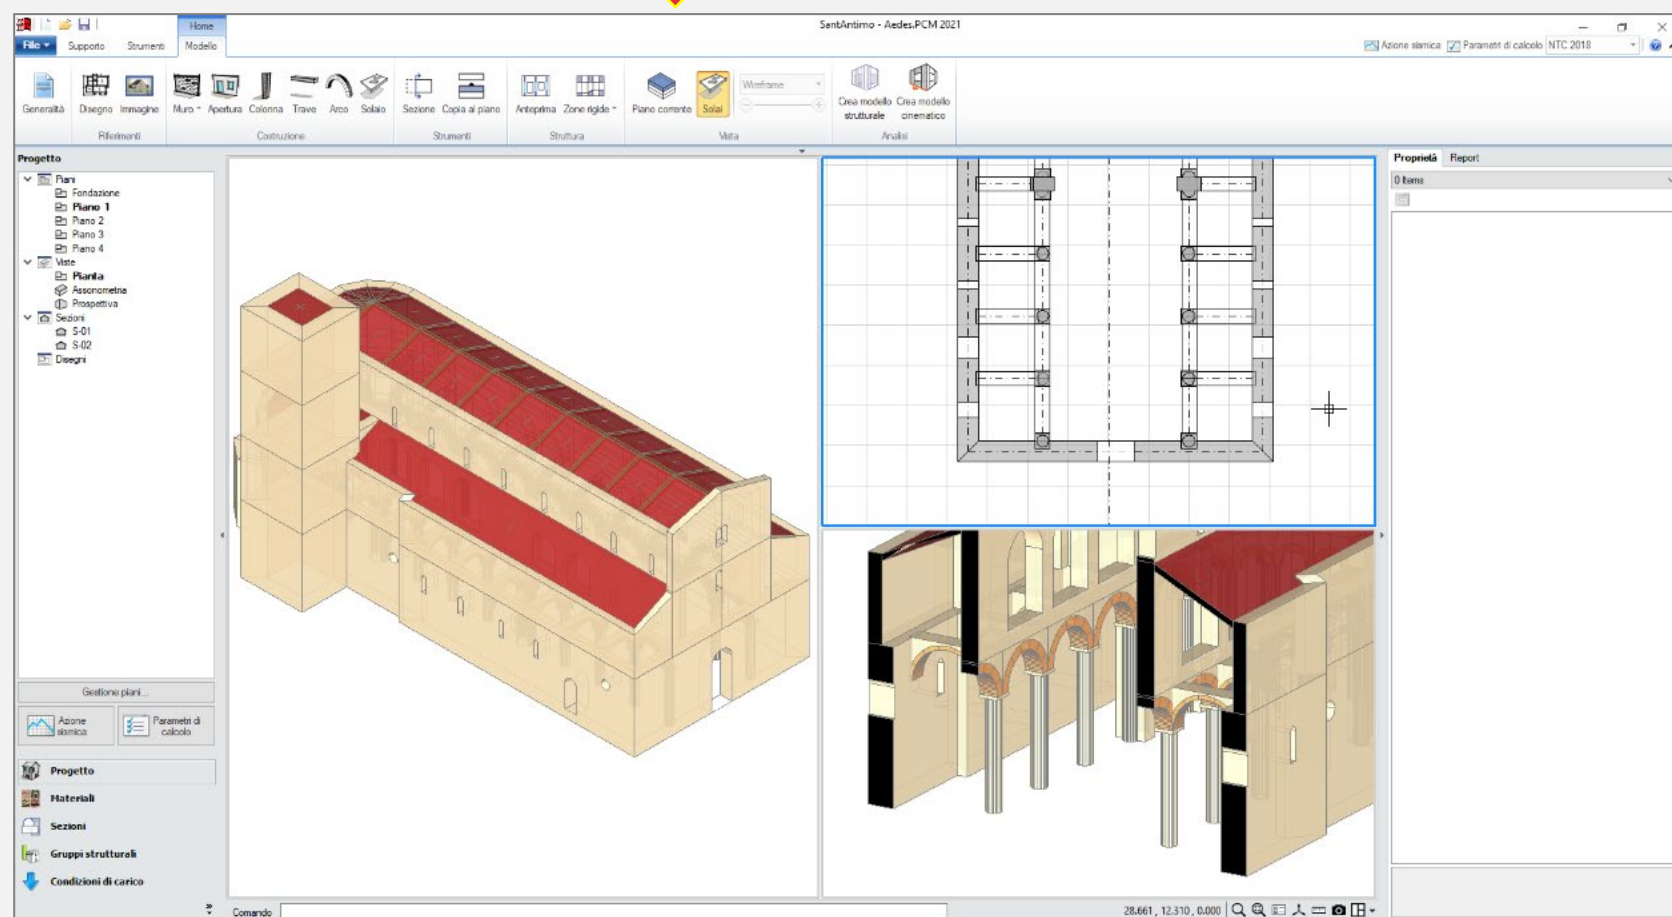 SantAntimo - Aedes.PCM 2021
Home
File Supporto Strumenti Modello
Azione sismica Parametri di calcolo NTC 2018
Generalità Disegno Immagine Muro Apertura Colonna Trave Arco Solaio Sezione Copia al piano Anteprima Zone rigide Piano corrente Solai Wireframe Crea modello strutturale Crea modello cinematico
Riferimenti Costruzione Strumenti Struttura Vista Analisi
Progetto
Piani
Fondazione
Piano 1
Piano 2
Piano 3
Piano 4
Viste
Pianta
Assonometria
Prospettiva
Sezioni
S-01
S-02
Disegni
Gestione piani...
Azione sismica
Parametri di calcolo
Progetto
Materiali
Sezioni
Gruppi strutturali
Condizioni di carico
Proprietà Report
0 Items
Comando
28.661 , 12.310 , 0.000